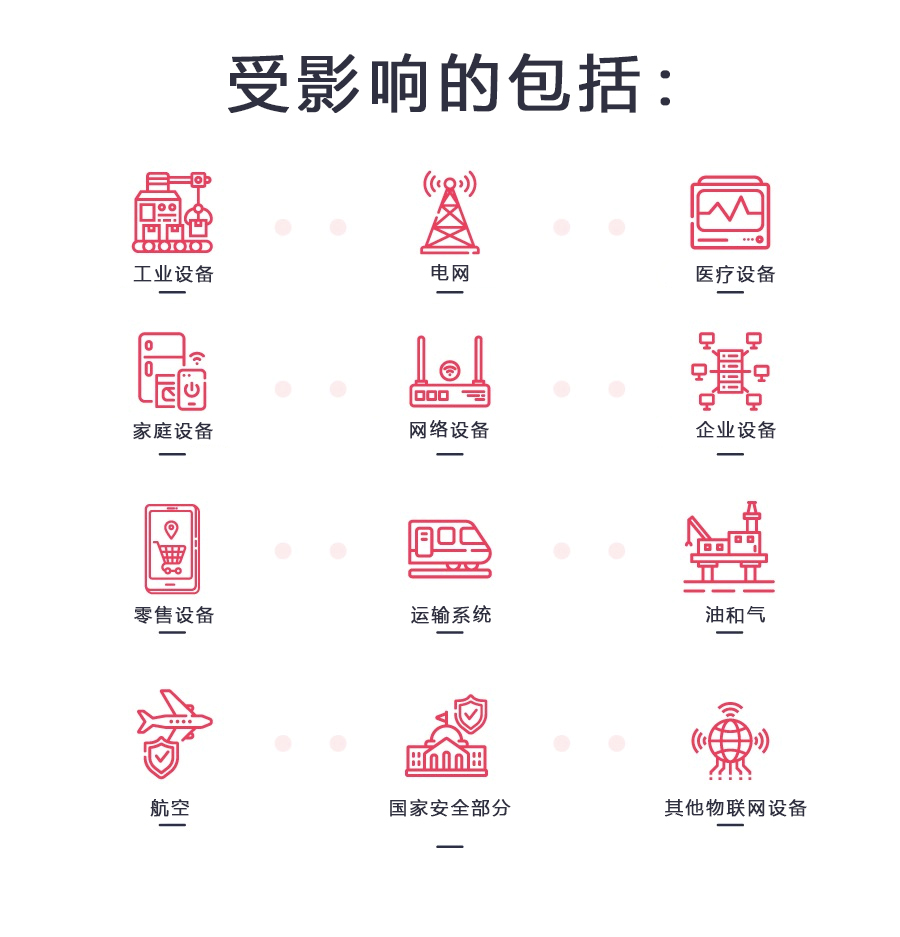 受影响的包括：
工业设备
电网
医疗设备
家庭设备
网络设备
企业设备
零售设备
运输系统
油和气
航空
国家安全部分
其他物联网设备